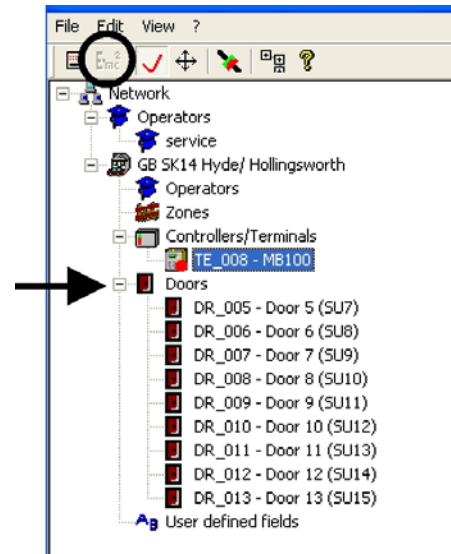 File Edit View ?
E=mc²
Network
Operators
service
GB SK14 Hyde/ Hollingsworth
Operators
Zones
Controllers/Terminals
TE_008 - MB100
Doors
DR_005 - Door 5 (SU7)
DR_006 - Door 6 (SU8)
DR_007 - Door 7 (SU9)
DR_008 - Door 8 (SU10)
DR_009 - Door 9 (SU11)
DR_010 - Door 10 (SU12)
DR_011 - Door 11 (SU13)
DR_012 - Door 12 (SU14)
DR_013 - Door 13 (SU15)
AB User defined fields